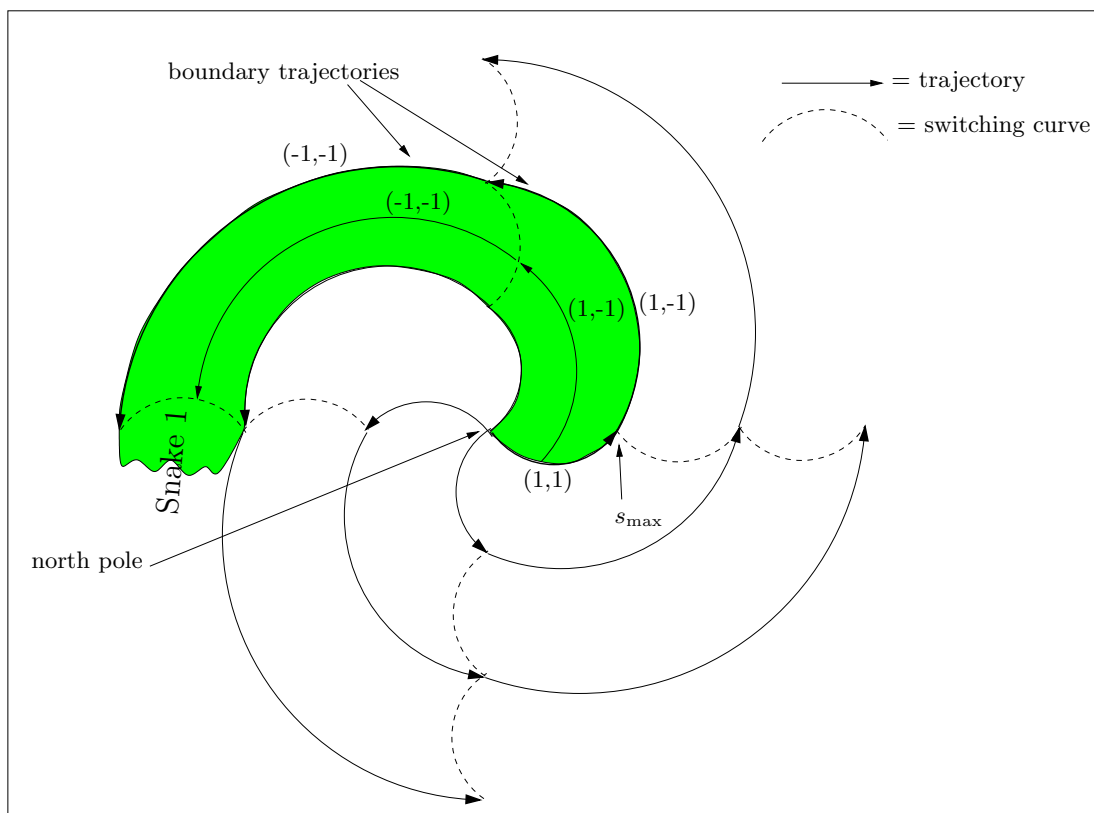 boundary trajectories
= trajectory
= switching curve
(-1,-1)
(-1,-1)
(1,-1)
(1,-1)
Snake 1
(1,1)
s_max
north pole